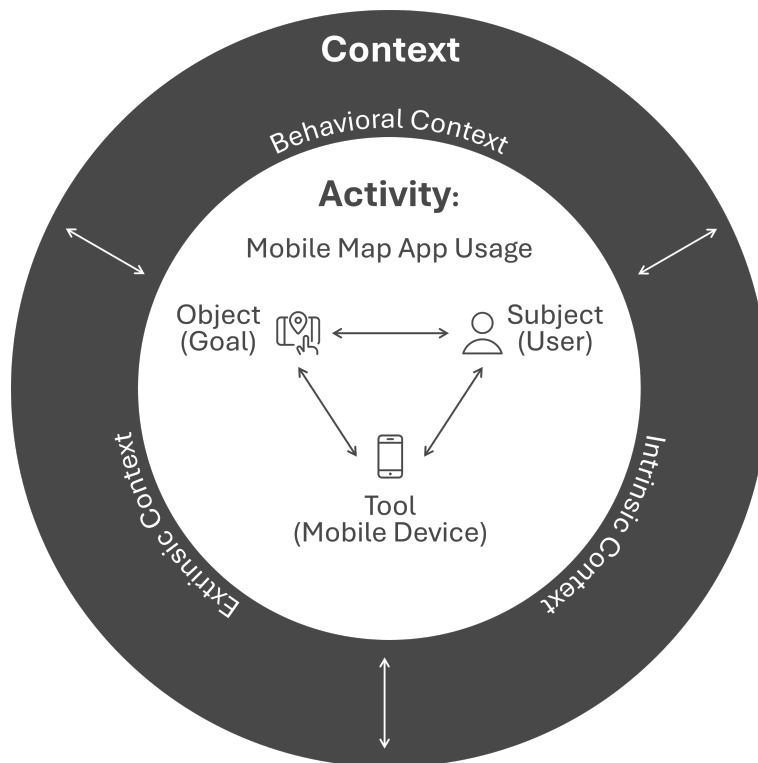 Context
Behavioral Context
Activity:
Mobile Map App Usage
Object
(Goal)
Subject
(User)
Tool
(Mobile Device)
Extrinsic Context
Intrinsic Context